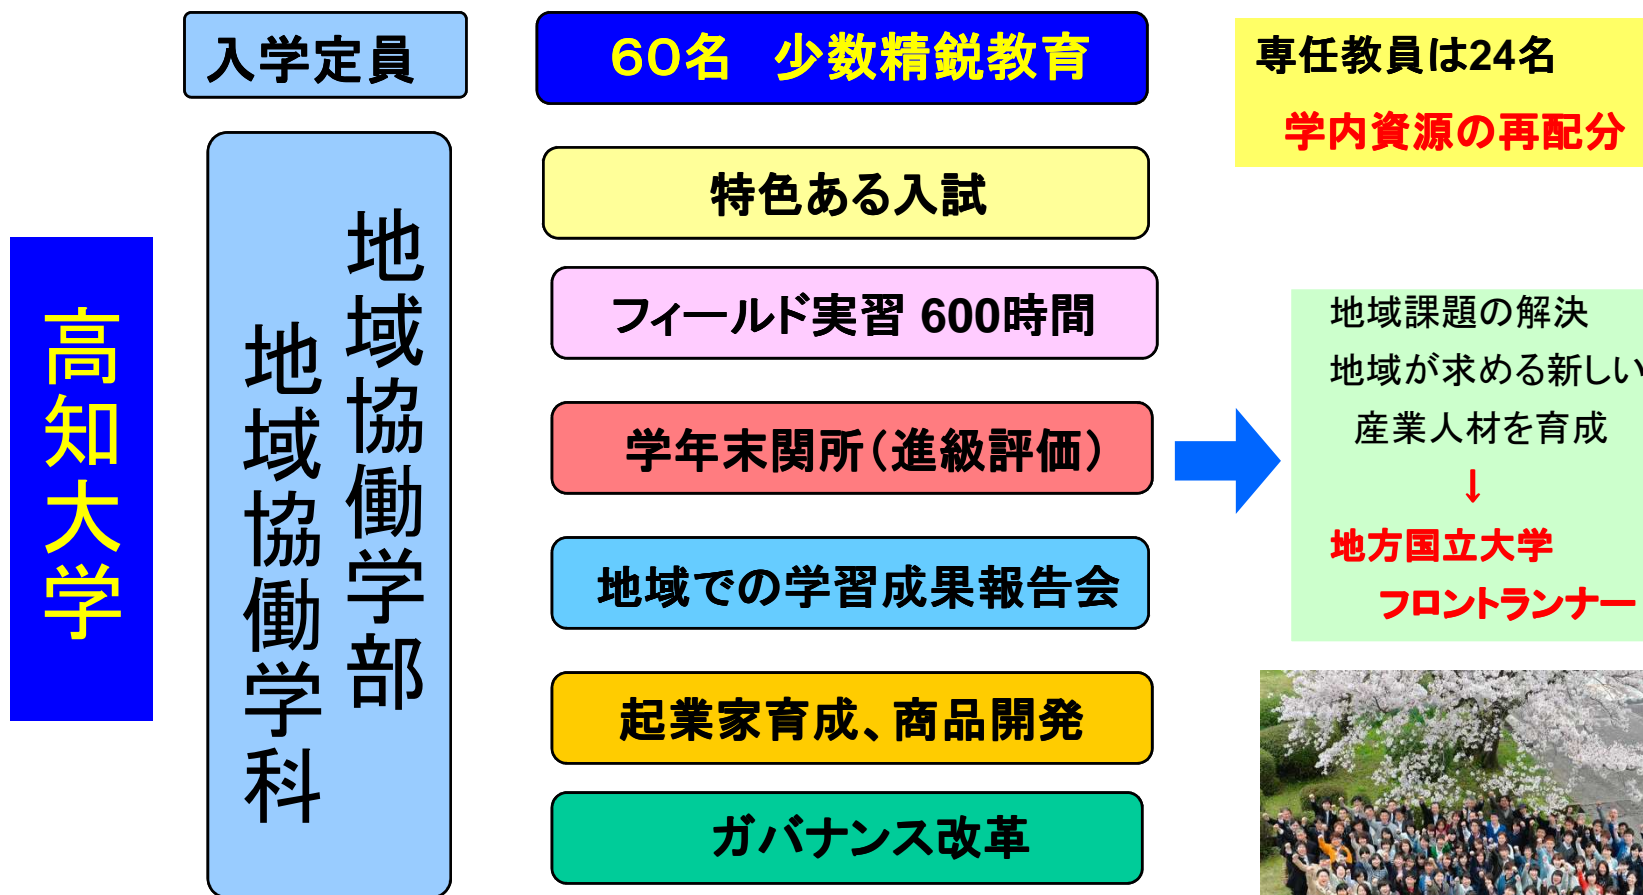 入学定員
60名　少数精鋭教育
専任教員は24名
学内資源の再配分
高知大学
地域協働学部
地域協働学科
特色ある入試
フィールド実習 600時間
学年末関所（進級評価）
地域での学習成果報告会
起業家育成、商品開発
ガバナンス改革
地域課題の解決
地域が求める新しい
産業人材を育成
↓
地方国立大学
フロントランナー